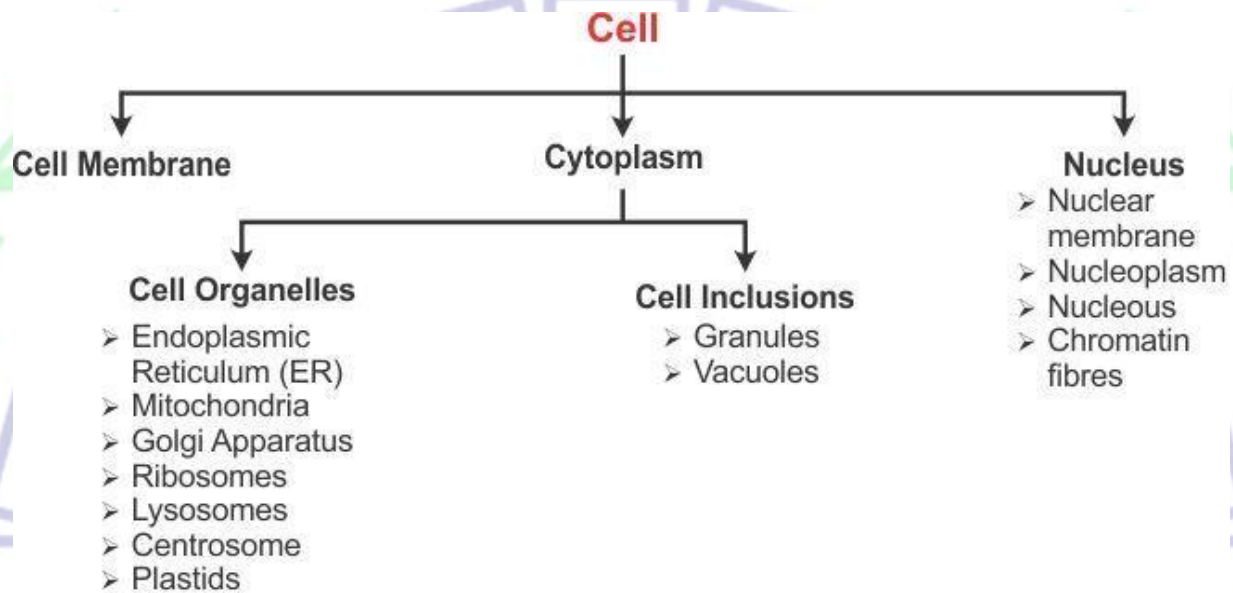 Cell
Cell Membrane
Cytoplasm
Nucleus
➢ Nuclear
membrane
➢ Nucleoplasm
➢ Nucleous
➢ Chromatin
fibres
Cell Organelles
➢ Endoplasmic
Reticulum (ER)
➢ Mitochondria
➢ Golgi Apparatus
➢ Ribosomes
➢ Lysosomes
➢ Centrosome
➢ Plastids
Cell Inclusions
➢ Granules
➢ Vacuoles